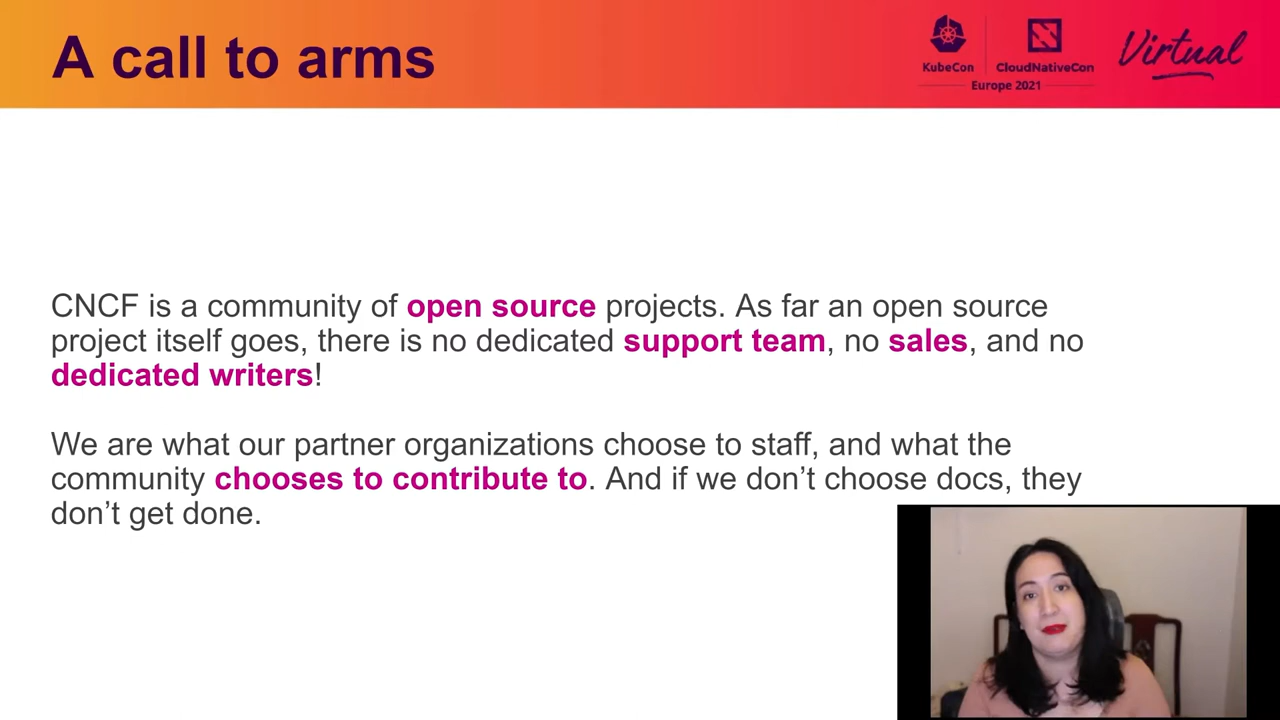 A call to arms
KubeCon
CloudNativeCon
Europe 2021
Virtual
CNCF is a community of open source projects. As far an open source
project itself goes, there is no dedicated support team, no sales, and no
dedicated writers!
We are what our partner organizations choose to staff, and what the
community chooses to contribute to. And if we don’t choose docs, they
don’t get done.